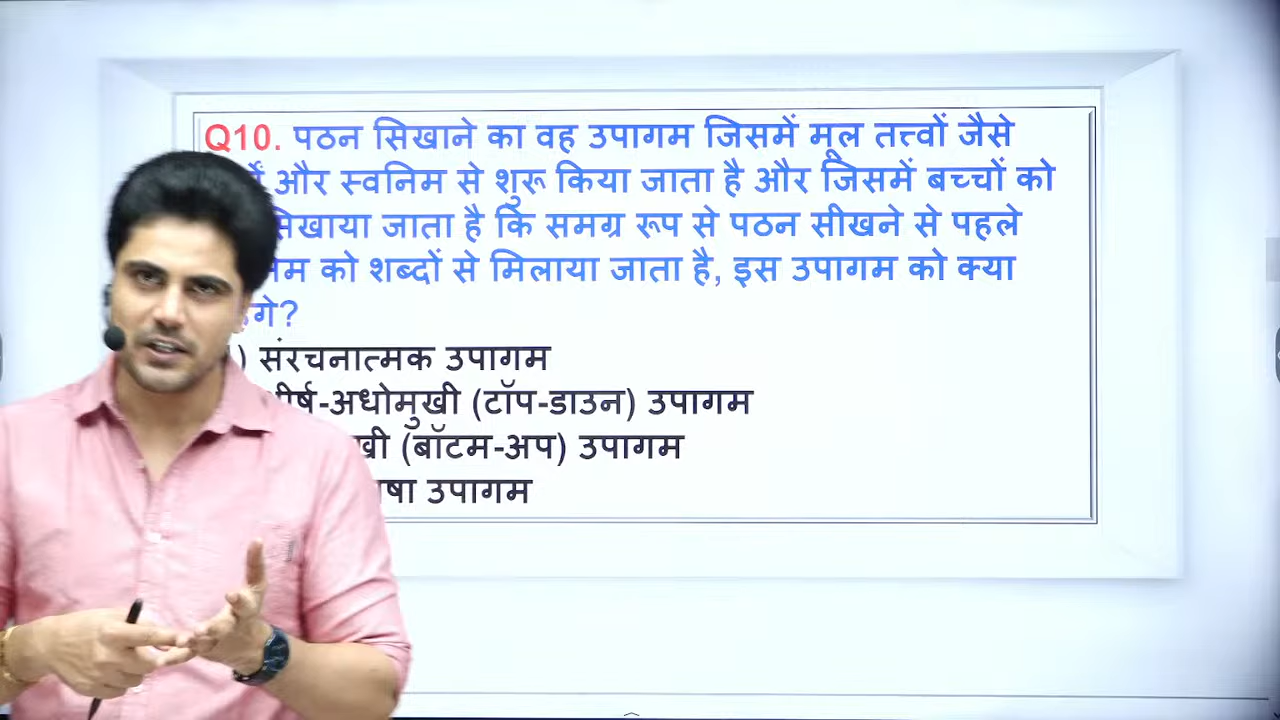 Q10. पठन सिखाने का वह उपागम जिसमें मूल तत्त्वों जैसे
और स्वनिम से शुरू किया जाता है और जिसमें बच्चों को
सिखाया जाता है कि समग्र रूप से पठन सीखने से पहले
को शब्दों से मिलाया जाता है, इस उपागम को क्या
संरचनात्मक उपागम
शीर्ष-अधोमुखी (टॉप-डाउन) उपागम
(बॉटम-अप) उपागम
उपागम